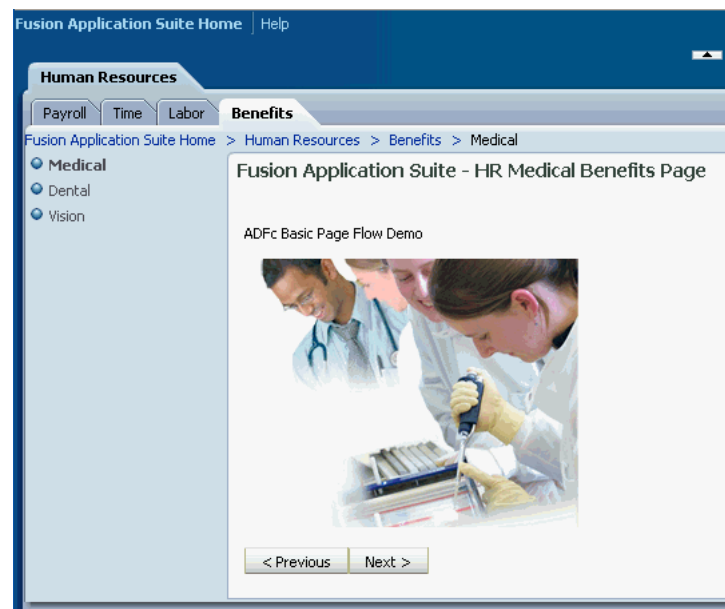 Fusion Application Suite Home Help
Human Resources
Payroll Time Labor Benefits
Fusion Application Suite Home > Human Resources > Benefits > Medical
Medical
Dental
Vision
Fusion Application Suite - HR Medical Benefits Page
ADFc Basic Page Flow Demo
< Previous Next >